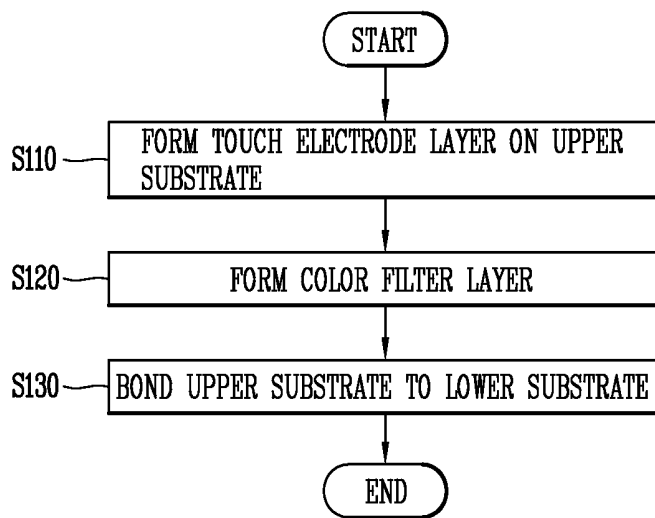 START
S110
FORM TOUCH ELECTRODE LAYER ON UPPER
SUBSTRATE
S120
FORM COLOR FILTER LAYER
S130
BOND UPPER SUBSTRATE TO LOWER SUBSTRATE
END